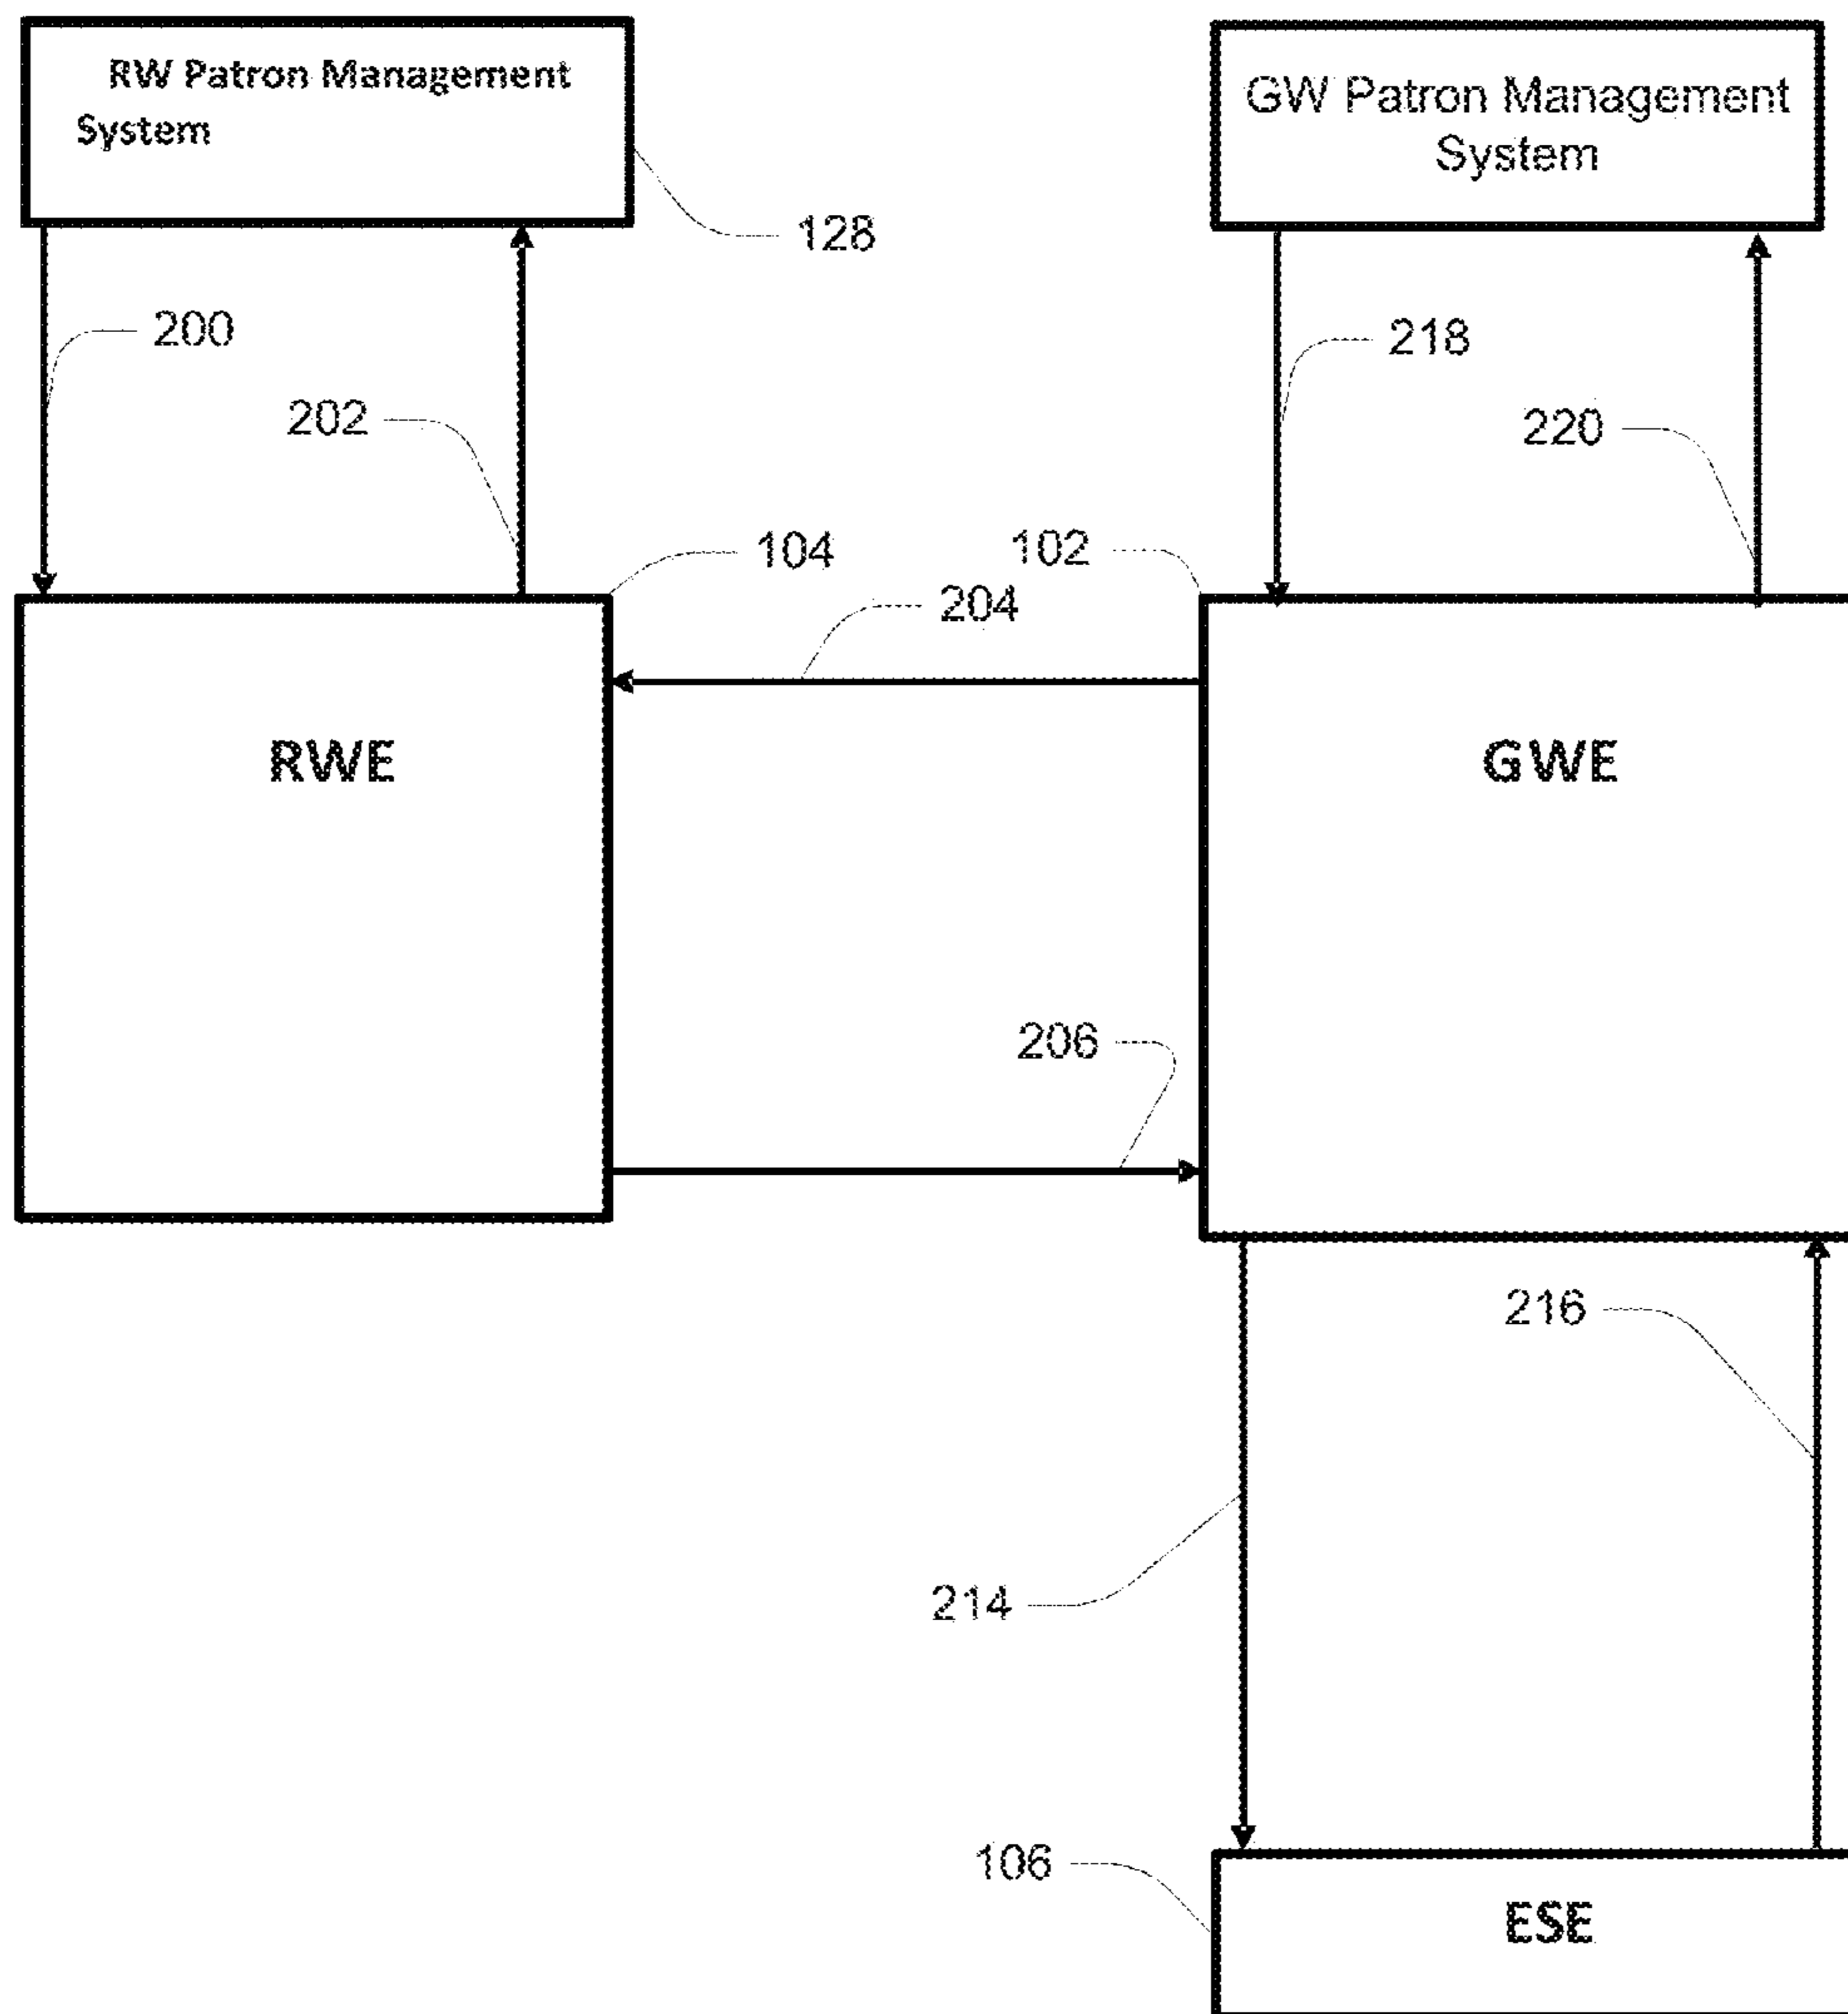 RW Patron Management
System
GW Patron Management
System
128
200
218
202
220
104
102
204
RWE
GWE
206
216
214
106
ESE